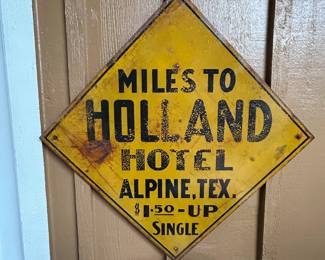 MILES TO
HOLLAND
HOTEL
ALPINE, TEX.
$1.50-UP
SINGLE